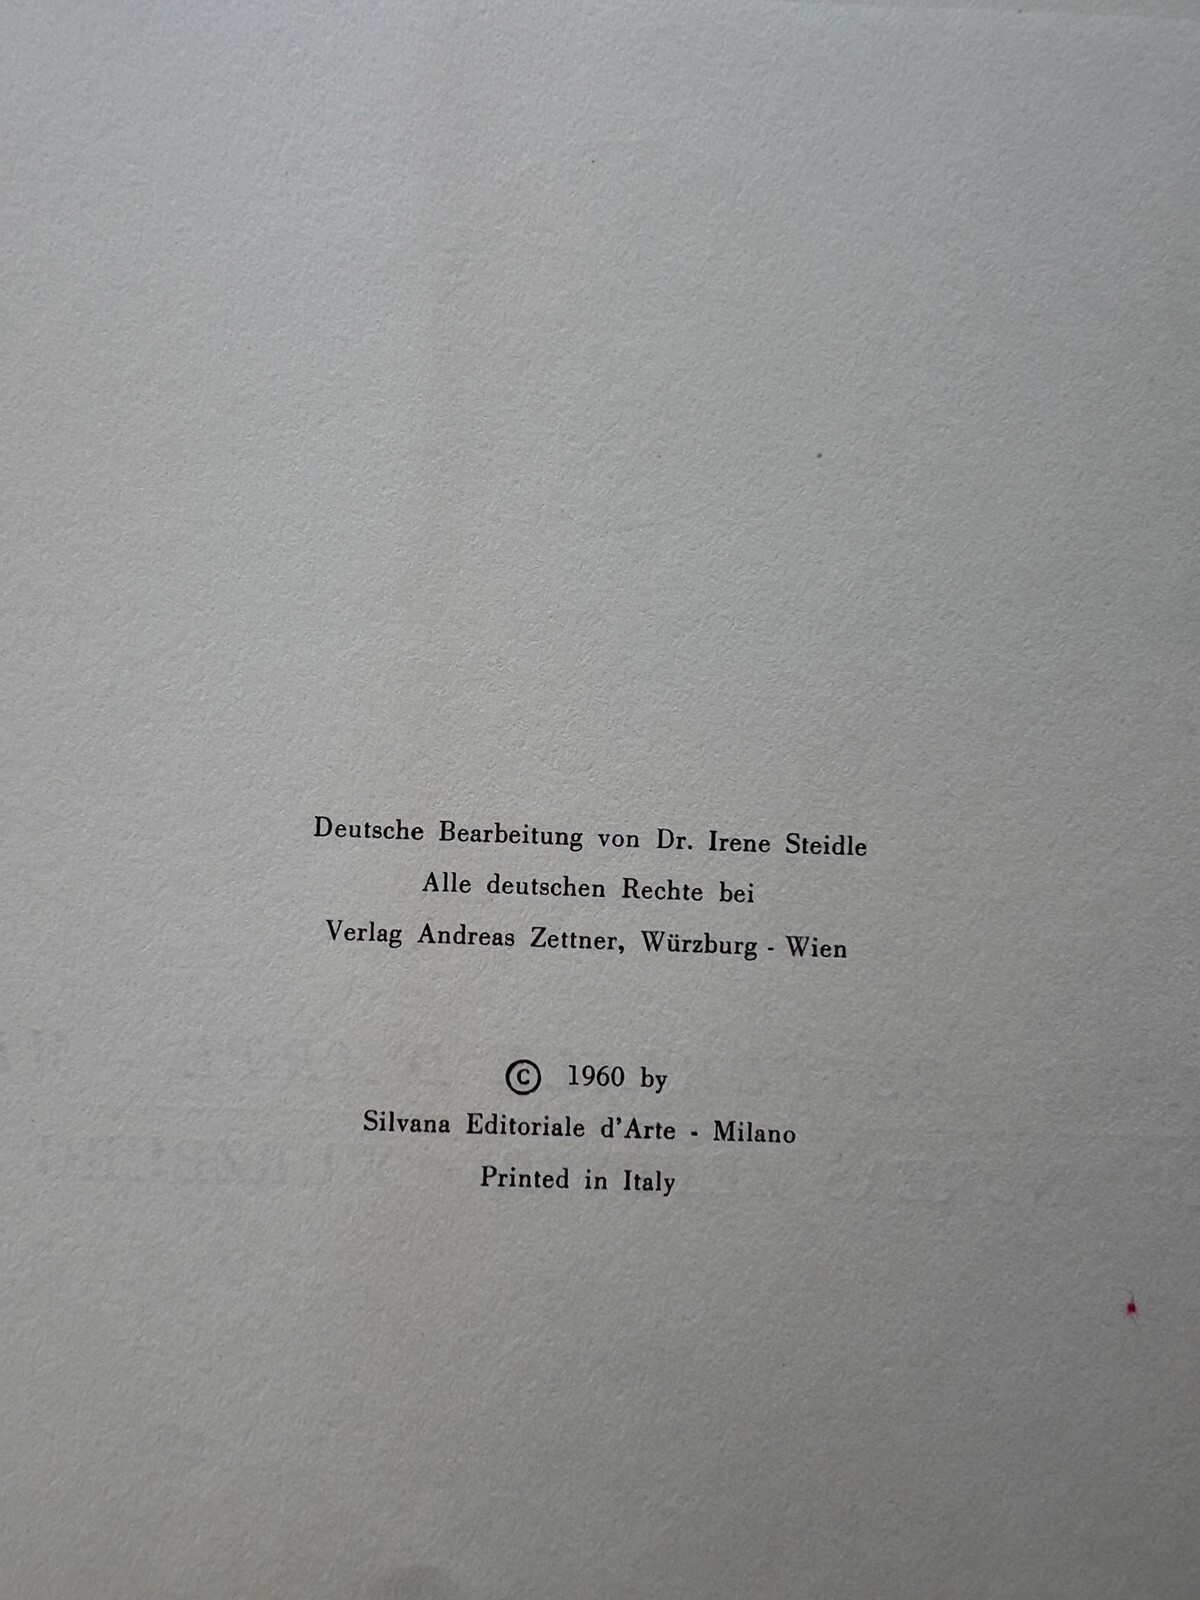 Deutsche Bearbeitung von Dr. Irene Steidle
Alle deutschen Rechte bei
Verlag Andreas Zettner, Würzburg - Wien
© 1960 by
Silvana Editoriale d'Arte - Milano
Printed in Italy